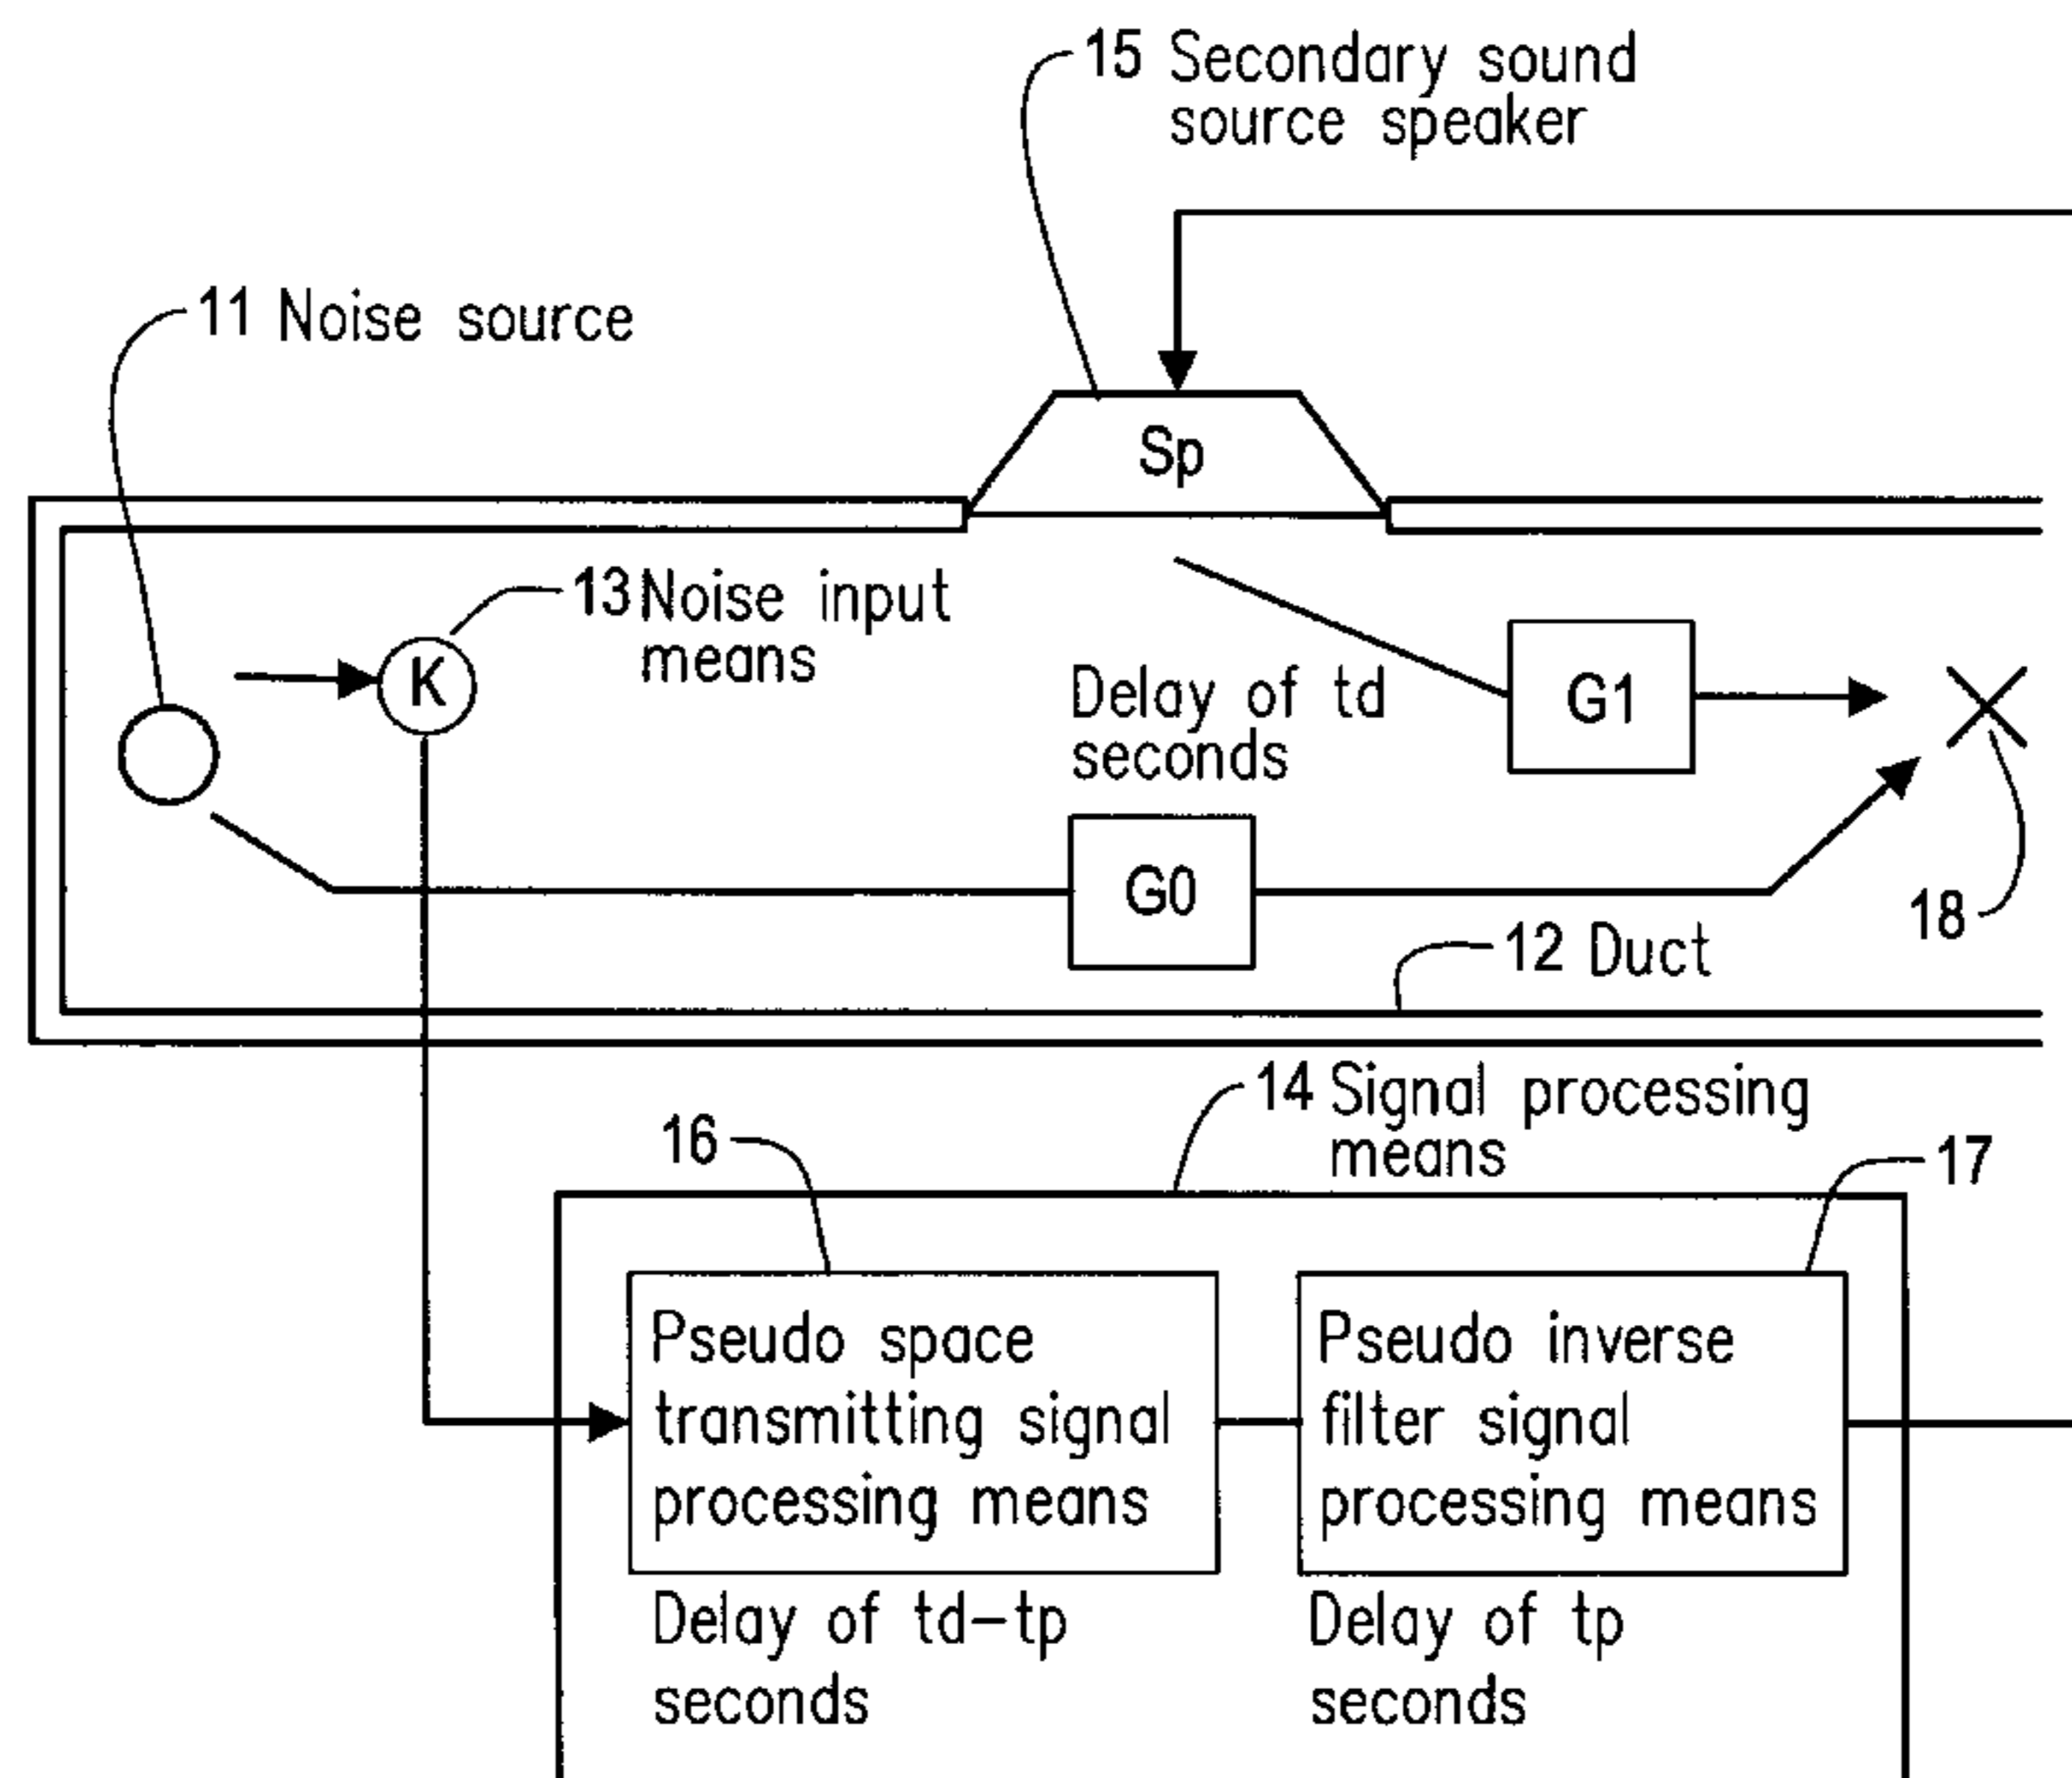 15 Secondary sound
source speaker
11 Noise source
Sp
13 Noise input
means
K
Delay of td
seconds
G1
G0
18
12 Duct
14 Signal processing
means
16
17
Pseudo space
transmitting signal
processing means
Pseudo inverse
filter signal
processing means
Delay of td-tp
seconds
Delay of tp
seconds